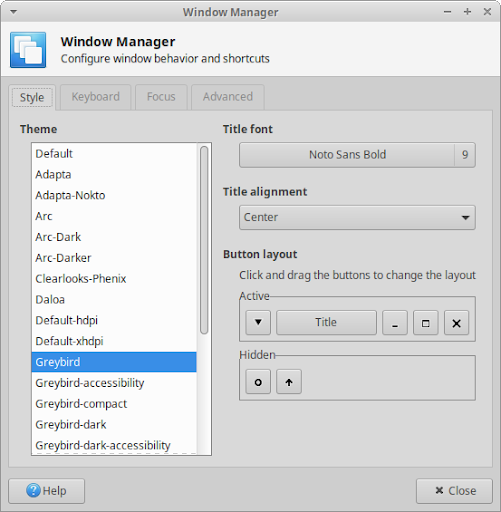 Window Manager
Window Manager
Configure window behavior and shortcuts
Style Keyboard Focus Advanced
Theme
Default
Adapta
Adapta-Nokto
Arc
Arc-Dark
Arc-Darker
Clearlooks-Phenix
Daloa
Default-hdpi
Default-xhdpi
Greybird
Greybird-accessibility
Greybird-compact
Greybird-dark
Greybird-dark-accessibility
Title font
Noto Sans Bold 9
Title alignment
Center
Button layout
Click and drag the buttons to change the layout
Active
Title
Hidden
Help
Close